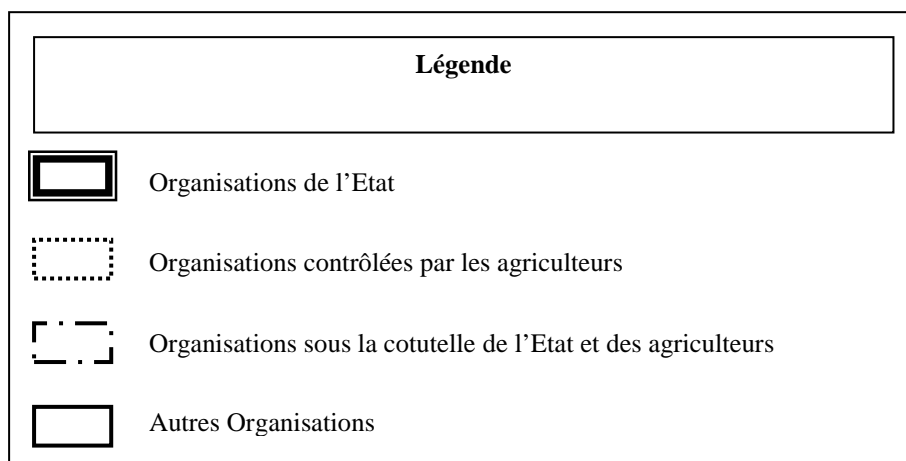 Légende
Organisations de l’Etat
Organisations contrôlées par les agriculteurs
Organisations sous la cotutelle de l’Etat et des agriculteurs
Autres Organisations